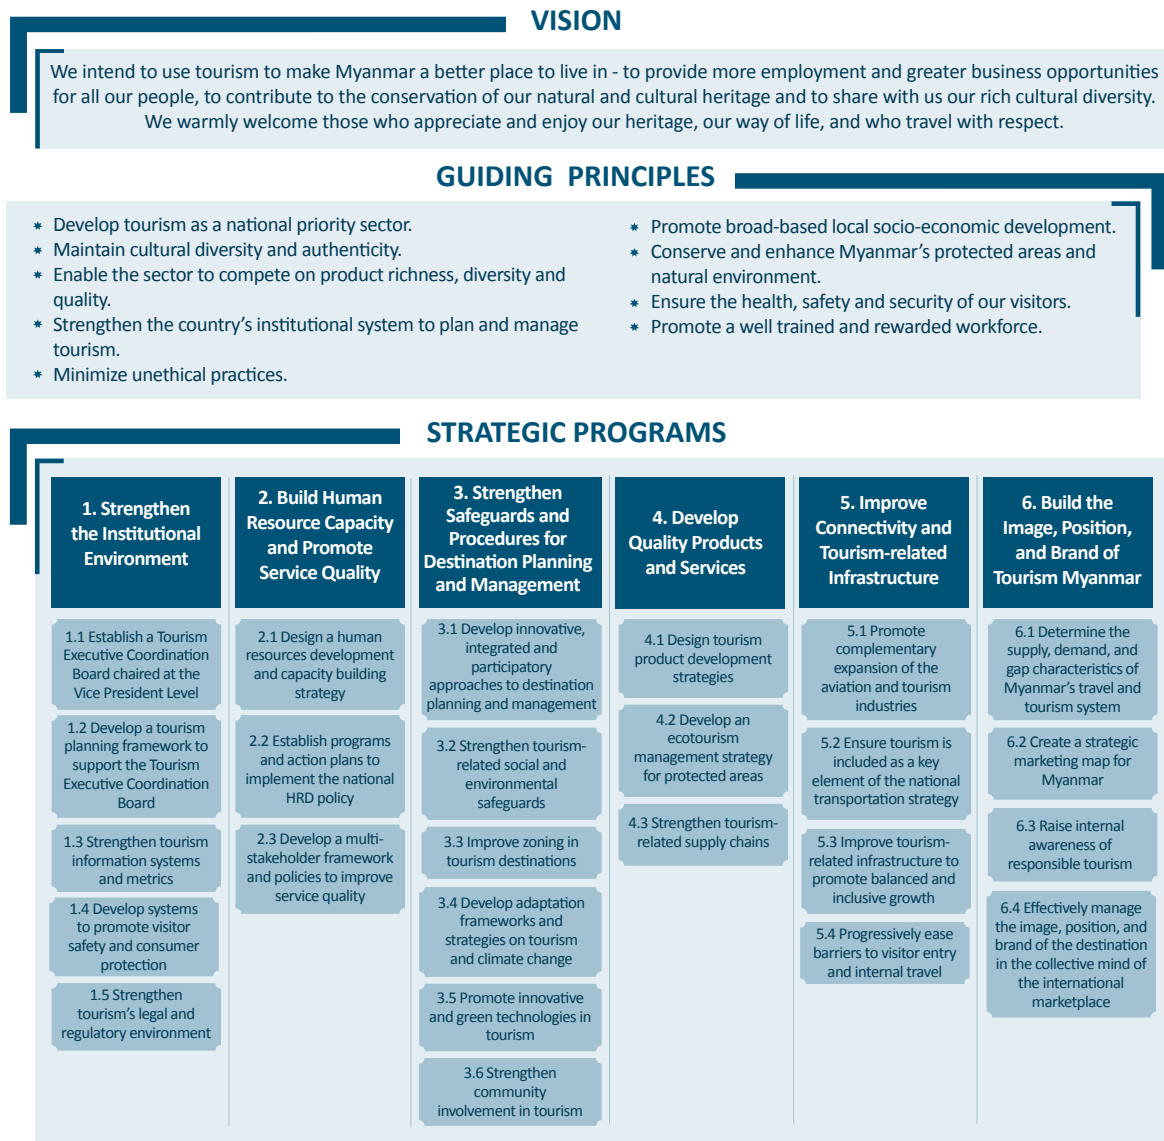 VISION
We intend to use tourism to make Myanmar a better place to live in - to provide more employment and greater business opportunities
for all our people, to contribute to the conservation of our natural and cultural heritage and to share with us our rich cultural diversity.
We warmly welcome those who appreciate and enjoy our heritage, our way of life, and who travel with respect.
GUIDING PRINCIPLES
✷ Develop tourism as a national priority sector.
✷ Maintain cultural diversity and authenticity.
✷ Enable the sector to compete on product richness, diversity and
quality.
✷ Strengthen the country’s institutional system to plan and manage
tourism.
✷ Minimize unethical practices.
✷ Promote broad-based local socio-economic development.
✷ Conserve and enhance Myanmar’s protected areas and
natural environment.
✷ Ensure the health, safety and security of our visitors.
✷ Promote a well trained and rewarded workforce.
STRATEGIC PROGRAMS
1. Strengthen
the Institutional
Environment
1.1 Establish a Tourism
Executive Coordination
Board chaired at the
Vice President Level
1.2 Develop a tourism
planning framework to
support the Tourism
Executive Coordination
Board
1.3 Strengthen tourism
information systems
and metrics
1.4 Develop systems
to promote visitor
safety and consumer
protection
1.5 Strengthen
tourism’s legal and
regulatory environment
2. Build Human
Resource Capacity
and Promote
Service Quality
2.1 Design a human
resources development
and capacity building
strategy
2.2 Establish programs
and action plans to
implement the national
HRD policy
2.3 Develop a multi-
stakeholder framework
and policies to improve
service quality
3. Strengthen
Safeguards and
Procedures for
Destination Planning
and Management
3.1 Develop innovative,
integrated and
participatory
approaches to destination
planning and management
3.2 Strengthen tourism-
related social and
environmental
safeguards
3.3 Improve zoning in
tourism destinations
3.4 Develop adaptation
frameworks and
strategies on tourism
and climate change
3.5 Promote innovative
and green technologies in
tourism
3.6 Strengthen
community
involvement in tourism
4. Develop
Quality Products
and Services
4.1 Design tourism
product development
strategies
4.2 Develop an
ecotourism
management strategy
for protected areas
4.3 Strengthen tourism-
related supply chains
5. Improve
Connectivity and
Tourism-related
Infrastructure
5.1 Promote
complementary
expansion of the
aviation and tourism
industries
5.2 Ensure tourism is
included as a key
element of the national
transportation strategy
5.3 Improve tourism-
related infrastructure to
promote balanced and
inclusive growth
5.4 Progressively ease
barriers to visitor entry
and internal travel
6. Build the
Image, Position,
and Brand of
Tourism Myanmar
6.1 Determine the
supply, demand, and
gap characteristics of
Myanmar’s travel and
tourism system
6.2 Create a strategic
marketing map for
Myanmar
6.3 Raise internal
awareness of
responsible tourism
6.4 Effectively manage
the image, position, and
brand of the destination
in the collective mind of
the international
marketplace